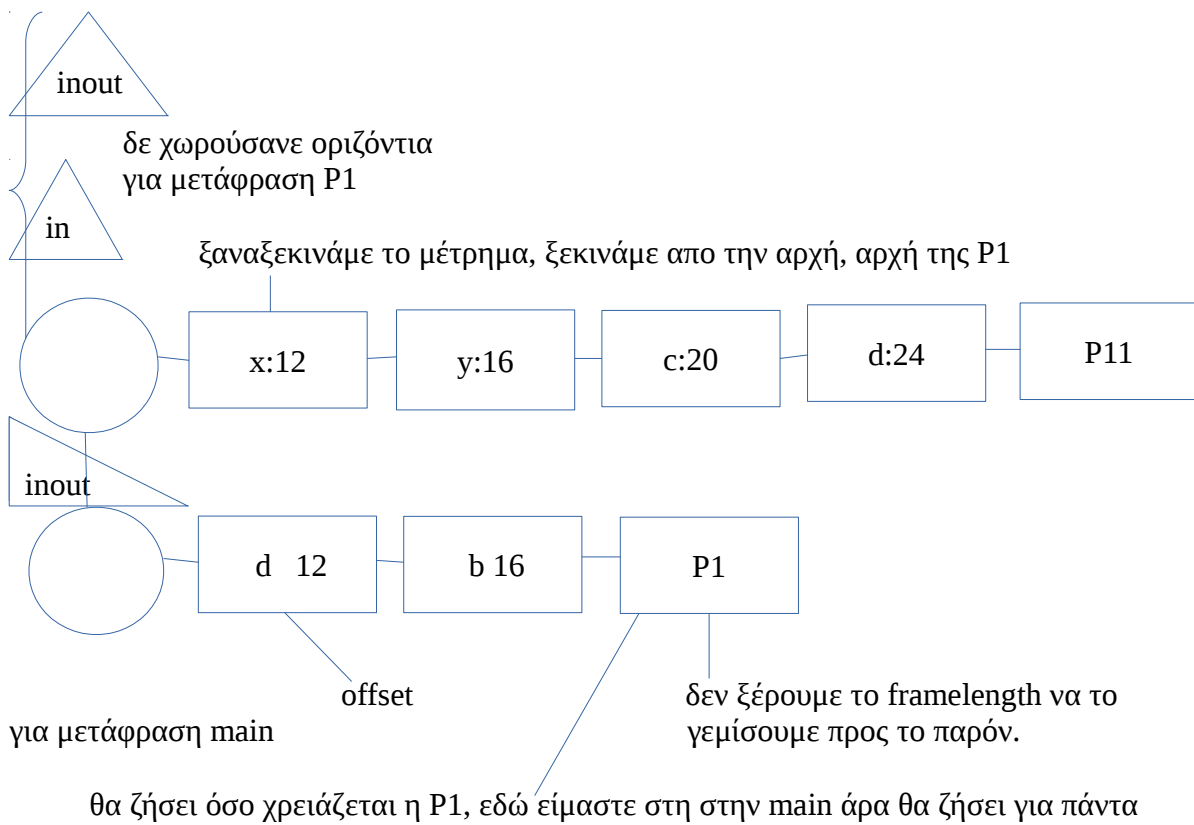 inout
δε χωρούσανε οριζόντια
για μετάφραση P1
in
ξαναξεκινάμε το μέτρημα, ξεκινάμε απο την αρχή, αρχή της P1
x:12
y:16
c:20
d:24
P11
inout
d 12
b 16
P1
offset
δεν ξέρουμε το framelength να το
γεμίσουμε προς το παρόν.
για μετάφραση main
θα ζήσει όσο χρειάζεται η P1, εδώ είμαστε στη στην main άρα θα ζήσει για πάντα